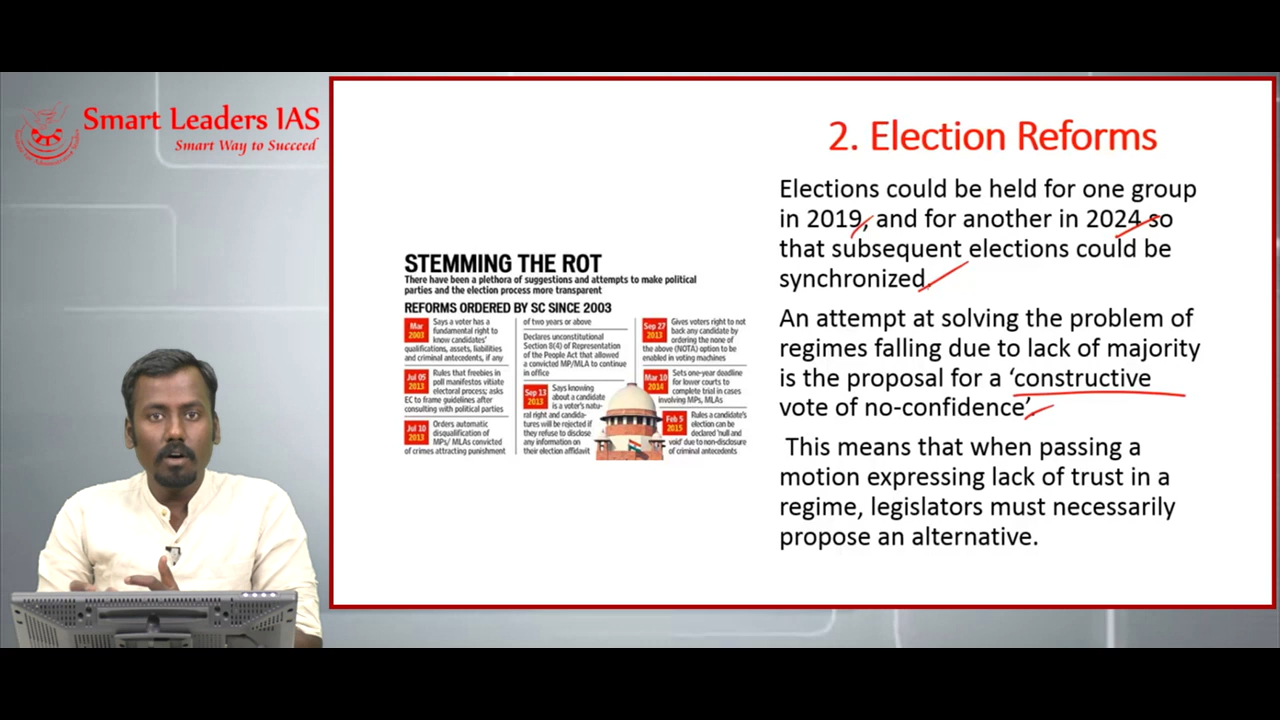 Smart Leaders IAS
Smart Way to Succeed
2. Election Reforms
Elections could be held for one group
in 2019, and for another in 2024 so
that subsequent elections could be
synchronized.
An attempt at solving the problem of
regimes falling due to lack of majority
is the proposal for a ‘constructive
vote of no-confidence’.
This means that when passing a
motion expressing lack of trust in a
regime, legislators must necessarily
propose an alternative.
STEMMING THE ROT
There have been a plethora of suggestions and attempts to make political
parties and the election process more transparent
REFORMS ORDERED BY SC SINCE 2003
Mar
2003
Says a voter has a
fundamental right to
know candidates'
qualifications, assets, liabilities
and criminal antecedents, if any
Jul 05
2013
Rules that freebies in
poll manifestos vitiate
electoral process; asks
EC to frame guidelines after
consulting with political parties
Jul 10
2013
Orders automatic
disqualification of
MPs/ MLAs convicted
of crimes attracting punishment
of two years or above
Declares unconstitutional
Section 8(4) of Representation
of the People Act that allowed
a convicted MP/MLA to continue
in office
Sep 13
2013
Says knowing
about a candidate
is a voter's natu-
ral right and candida-
tures will be rejected if
they refuse to disclose
any information on
their election affidavit
Sep 27
2013
Gives voters right to not
back any candidate by
ordering the none of
the above (NOTA) option to be
enabled in voting machines
Mar 10
2014
Sets one-year deadline
for lower courts to
complete trial in cases
involving MPs, MLAs
Feb 5
2015
Rules a candidate's
election can be
declared 'null and
void' due to non-disclosure
of criminal antecedents